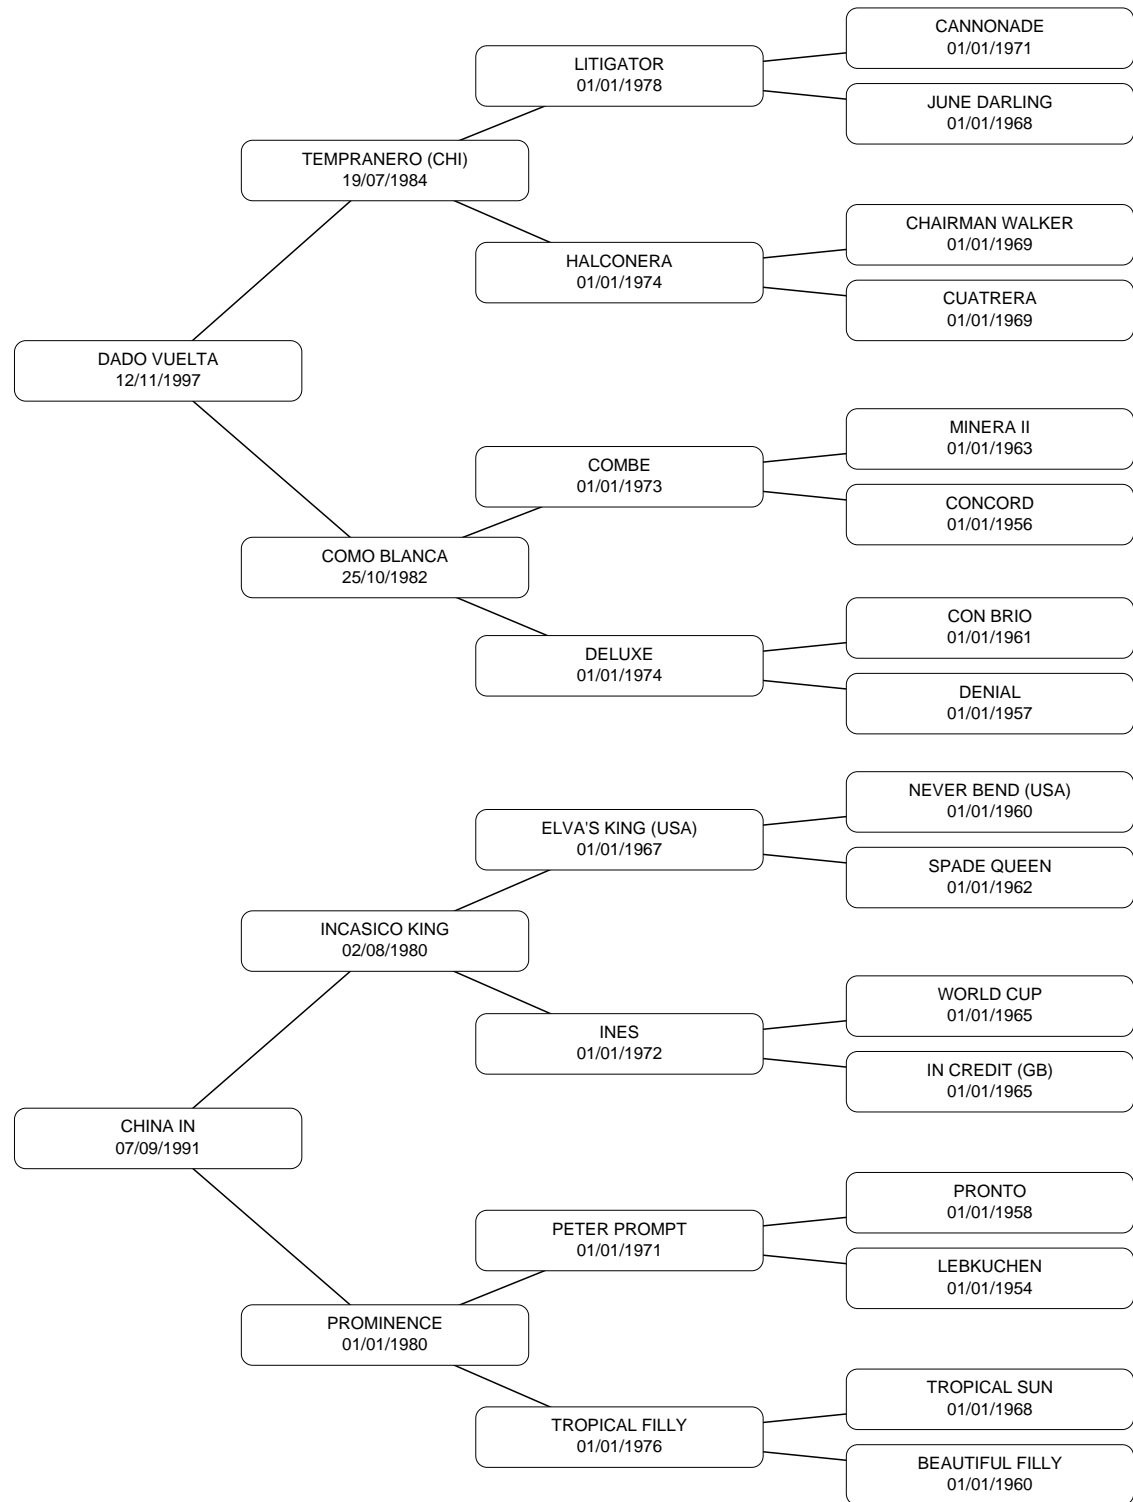 CANNONADE
01/01/1971
LITIGATOR
01/01/1978
JUNE DARLING
01/01/1968
TEMPRANERO (CHI)
19/07/1984
CHAIRMAN WALKER
01/01/1969
HALCONERA
01/01/1974
CUATRERA
01/01/1969
DADO VUELTA
12/11/1997
MINERA II
01/01/1963
COMBE
01/01/1973
CONCORD
01/01/1956
COMO BLANCA
25/10/1982
CON BRIO
01/01/1961
DELUXE
01/01/1974
DENIAL
01/01/1957
NEVER BEND (USA)
01/01/1960
ELVA'S KING (USA)
01/01/1967
SPADE QUEEN
01/01/1962
INCASICO KING
02/08/1980
WORLD CUP
01/01/1965
INES
01/01/1972
IN CREDIT (GB)
01/01/1965
CHINA IN
07/09/1991
PRONTO
01/01/1958
PETER PROMPT
01/01/1971
LEBKUCHEN
01/01/1954
PROMINENCE
01/01/1980
TROPICAL SUN
01/01/1968
TROPICAL FILLY
01/01/1976
BEAUTIFUL FILLY
01/01/1960